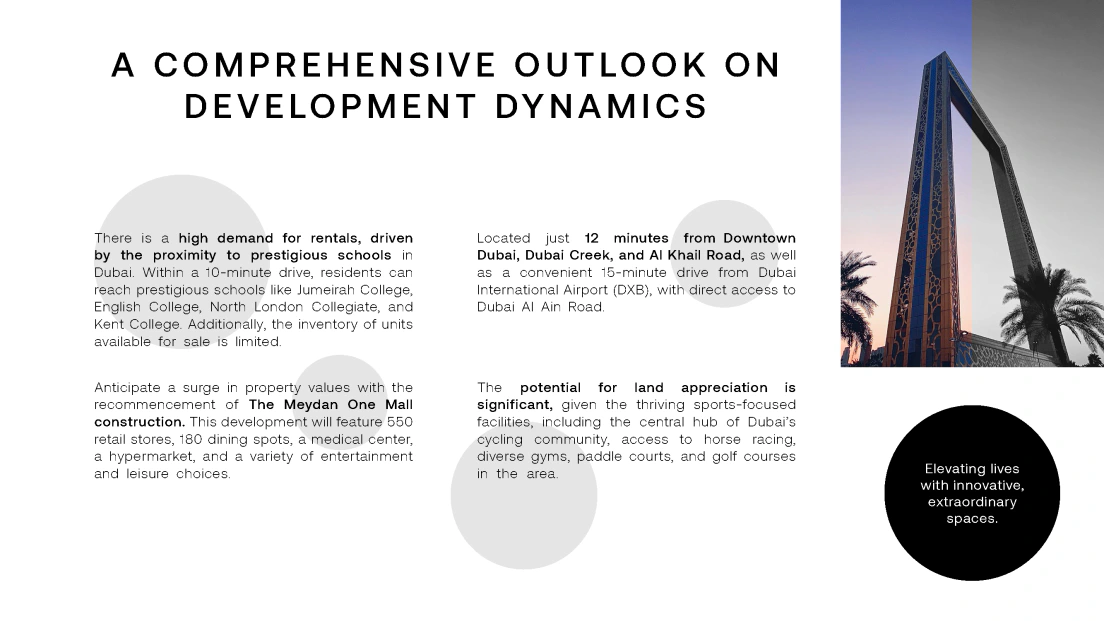 A COMPREHENSIVE OUTLOOK ON
DEVELOPMENT DYNAMICS
There is a high demand for rentals, driven
by the proximity to prestigious schools in
Dubai. Within a 10-minute drive, residents can
reach prestigious schools like Jumeirah College,
English College, North London Collegiate, and
Kent College. Additionally, the inventory of units
available for sale is limited.
Located just 12 minutes from Downtown
Dubai, Dubai Creek, and Al Khail Road, as well
as a convenient 15-minute drive from Dubai
International Airport (DXB), with direct access to
Dubai Al Ain Road.
Anticipate a surge in property values with the
recommencement of The Meydan One Mall
construction. This development will feature 550
retail stores, 180 dining spots, a medical center,
a hypermarket, and a variety of entertainment
and leisure choices.
The potential for land appreciation is
significant, given the thriving sports-focused
facilities, including the central hub of Dubai's
cycling community, access to horse racing,
diverse gyms, paddle courts, and golf courses
in the area.
Elevating lives
with innovative,
extraordinary
spaces.